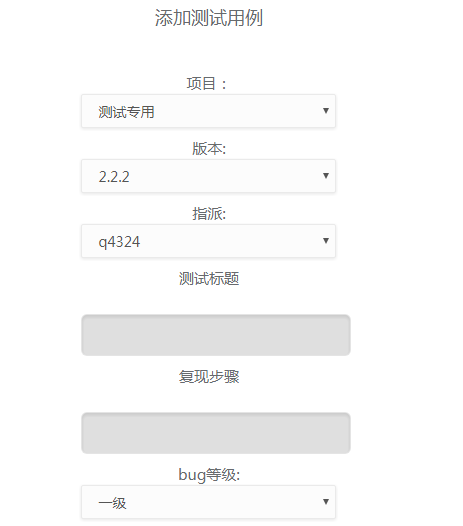 添加测试用例
项目：
测试专用
版本:
2.2.2
指派:
q4324
测试标题
复现步骤
bug等级:
一级